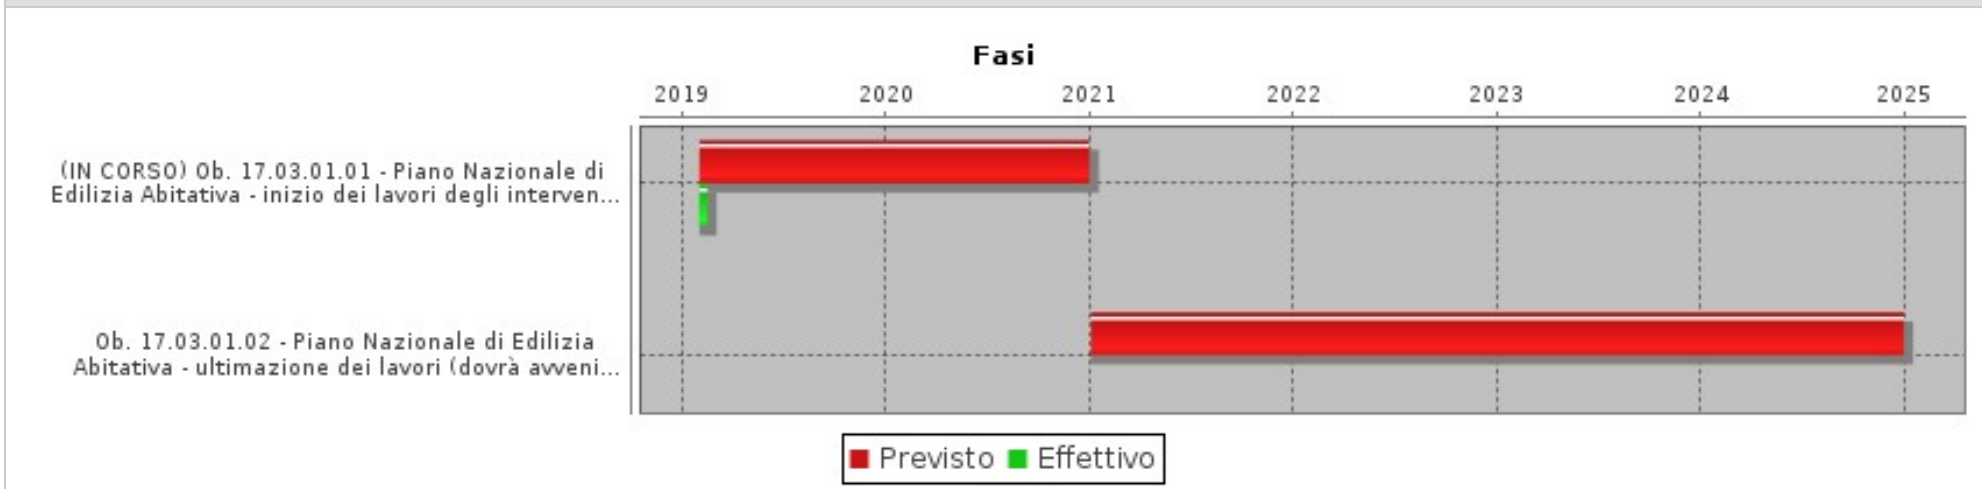 Fasi
2019 2020 2021 2022 2023 2024 2025
(IN CORSO) Ob. 17.03.01.01 - Piano Nazionale di
Edilizia Abitativa - inizio dei lavori degli interven...
Ob. 17.03.01.02 - Piano Nazionale di Edilizia
Abitativa - ultimazione dei lavori (dovrà avveni...
Previsto Effettivo